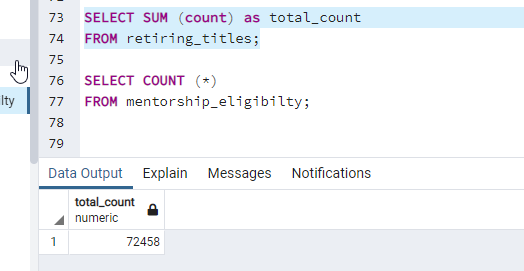 73 SELECT SUM (count) as total_count
74 FROM retiring_titles;
75
76 SELECT COUNT (*)
lty 77 FROM mentorship_eligibilty;
78
79
Data Output Explain Messages Notifications
total_count
numeric
1 72458